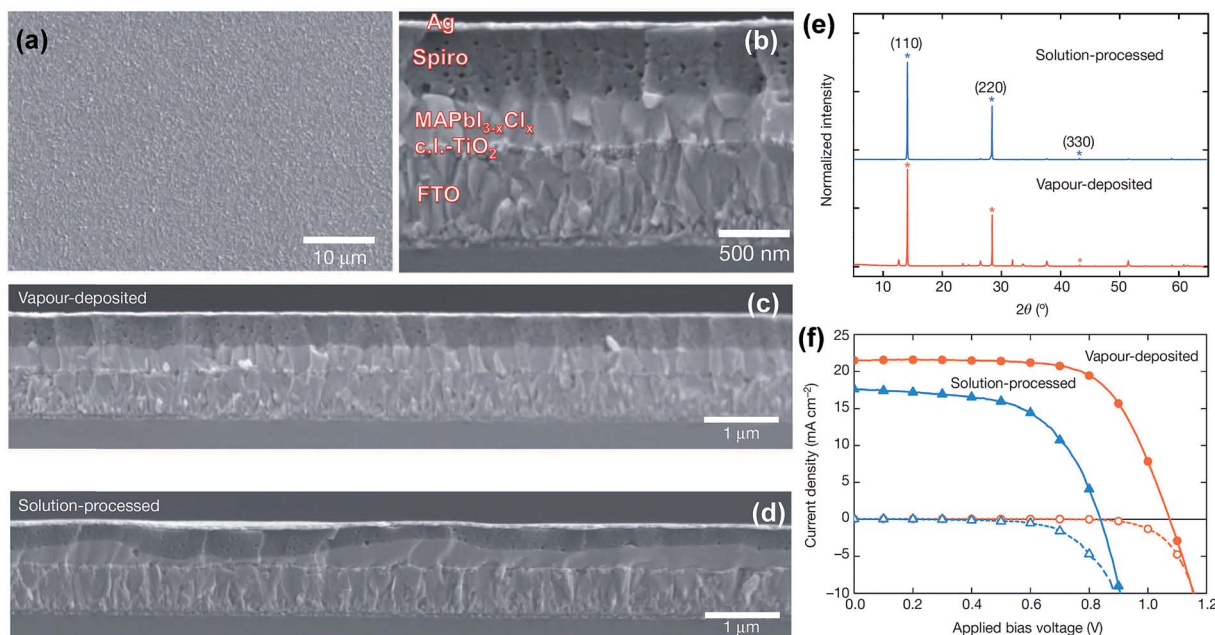 (a)
10 μm
(b)
Ag
Spiro
MAPbI₃₋ₓClₓ
c.l.-TiO₂
FTO
500 nm
Vapour-deposited
(c)
1 μm
Solution-processed
(d)
1 μm
(e)
Normalized intensity
(110)
*
Solution-processed
(220)
*
(330)
*
Vapour-deposited
*
*
*
10 20 30 40 50 60
2θ (°)
(f)
Current density (mA cm⁻²)
25
20
15
10
5
0
−5
−10
Vapour-deposited
Solution-processed
0.0 0.2 0.4 0.6 0.8 1.0 1.2
Applied bias voltage (V)